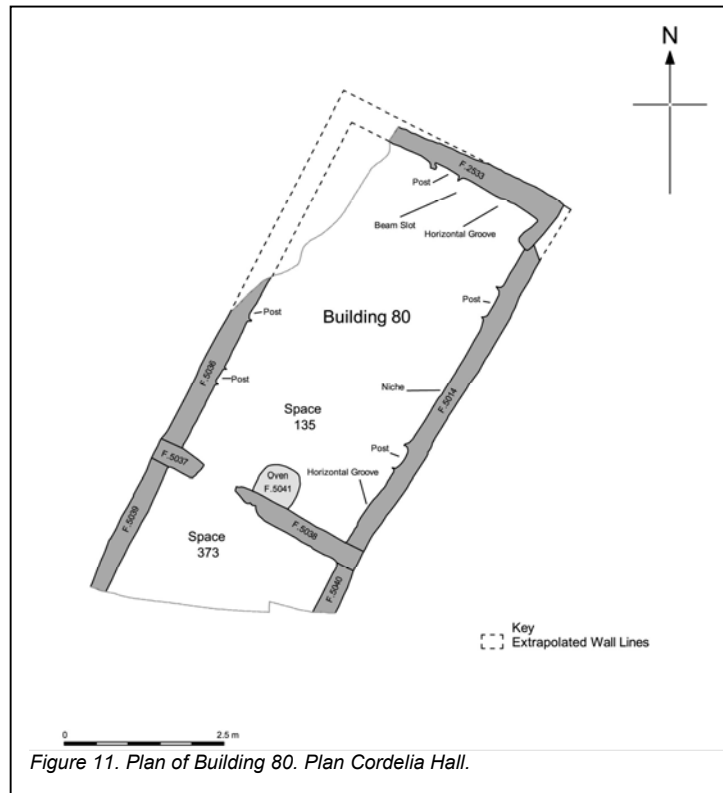 N
F.2533
Post
Beam Slot
Horizontal Groove
Post
Post
Building 80
F.5036
Post
Niche
F.5014
Space
135
Post
F.5037
Oven
F.5041
Horizontal Groove
F.5039
F.5038
Space
373
F.5040
Key
Extrapolated Wall Lines
0
2.5 m
Figure 11. Plan of Building 80. Plan Cordelia Hall.